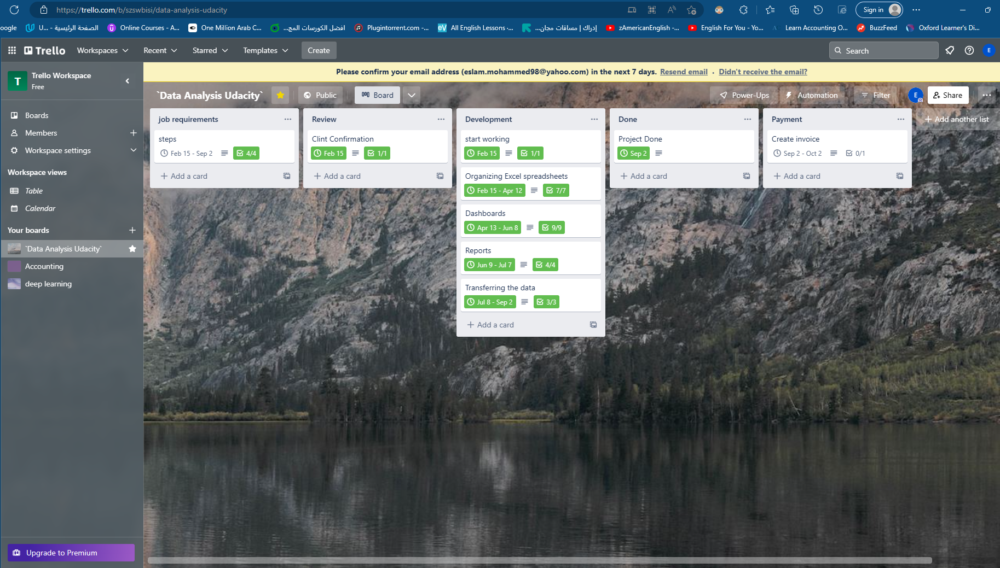 https://trello.com/b/szswbisi/data-analysis-udacity
Sign in
oogle
U... - الصفحة الرئيسية
Online Courses - A...
One Million Arab C...
افضل الكورسات المج...
Plugintorrent.com -...
All English Lessons -...
إدراك | مساقات مجان...
zAmericanEnglish -...
English For You - Yo...
Learn Accounting O...
BuzzFeed
Oxford Learner's Di...
Trello
Workspaces
Recent
Starred
Templates
Create
Search
E
T
Trello Workspace
Free
Please confirm your email address (eslam.mohammed98@yahoo.com) in the next 7 days. Resend email • Didn't receive the email?
`Data Analysis Udacity`
Public
Board
Power-Ups
Automation
Filter
E
Share
Boards
Members
Workspace settings
Workspace views
Table
Calendar
Your boards
`Data Analysis Udacity`
Accounting
deep learning
Upgrade to Premium
job requirements
steps
Feb 15 - Sep 2
4/4
Add a card
Review
Clint Confirmation
Feb 15
1/1
Add a card
Development
start working
Feb 15
1/1
Organizing Excel spreadsheets
Feb 15 - Apr 12
7/7
Dashboards
Apr 13 - Jun 8
9/9
Reports
Jun 9 - Jul 7
4/4
Transferring the data
Jul 8 - Sep 2
3/3
Add a card
Done
Project Done
Sep 2
Add a card
Payment
Create invoice
Sep 2 - Oct 2
0/1
Add a card
Add another list